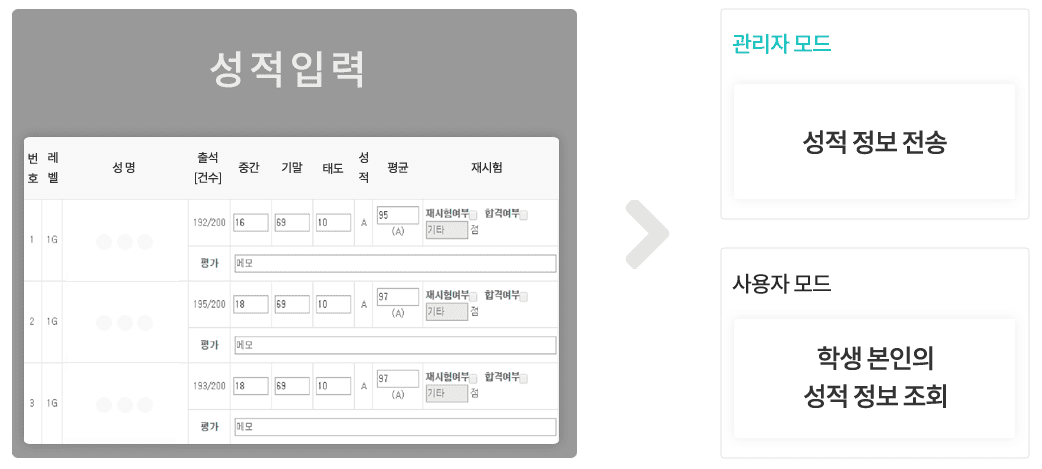 성적입력
번호 레벨 성 명 출석 [건수] 중간 기말 태도 성적 평균 재시험
1 1G 192/200 16 69 10 A 95 (A) 재시험여부 합격여부 기타 점
평가 메모
2 1G 195/200 18 69 10 A 97 (A) 재시험여부 합격여부 기타 점
평가 메모
3 1G 193/200 18 69 10 A 97 (A) 재시험여부 합격여부 기타 점
평가 메모
관리자 모드
성적 정보 전송
사용자 모드
학생 본인의
성적 정보 조회